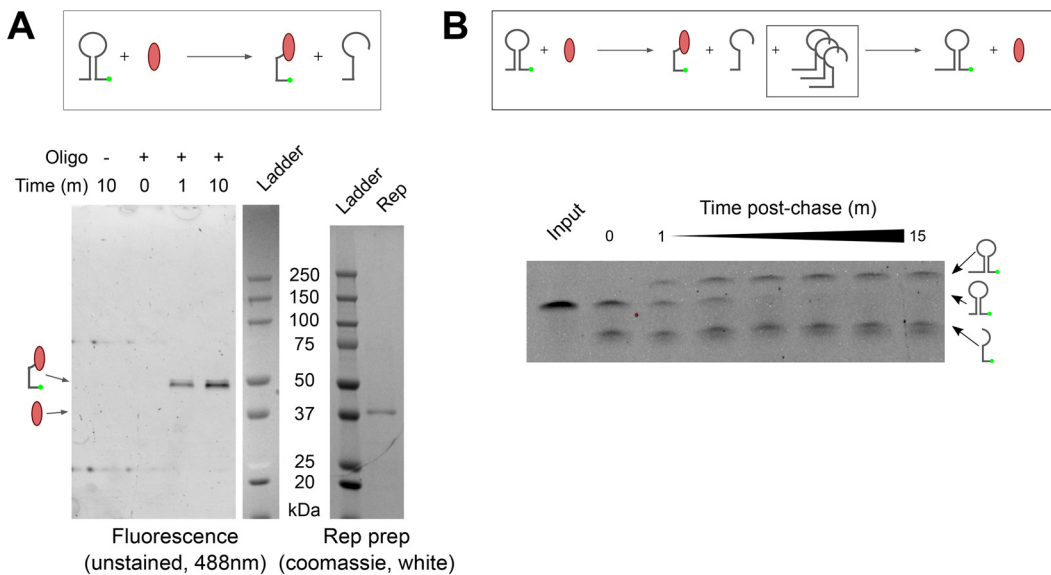 A
B
+
+
+
+
+
+
Oligo - + + +
Time (m) 10 0 1 10
Ladder
Ladder
Rep
250
150
100
75
50
37
25
20
kDa
Fluorescence
(unstained, 488nm)
Rep prep
(coomassie, white)
Input
Time post-chase (m)
0 1 15